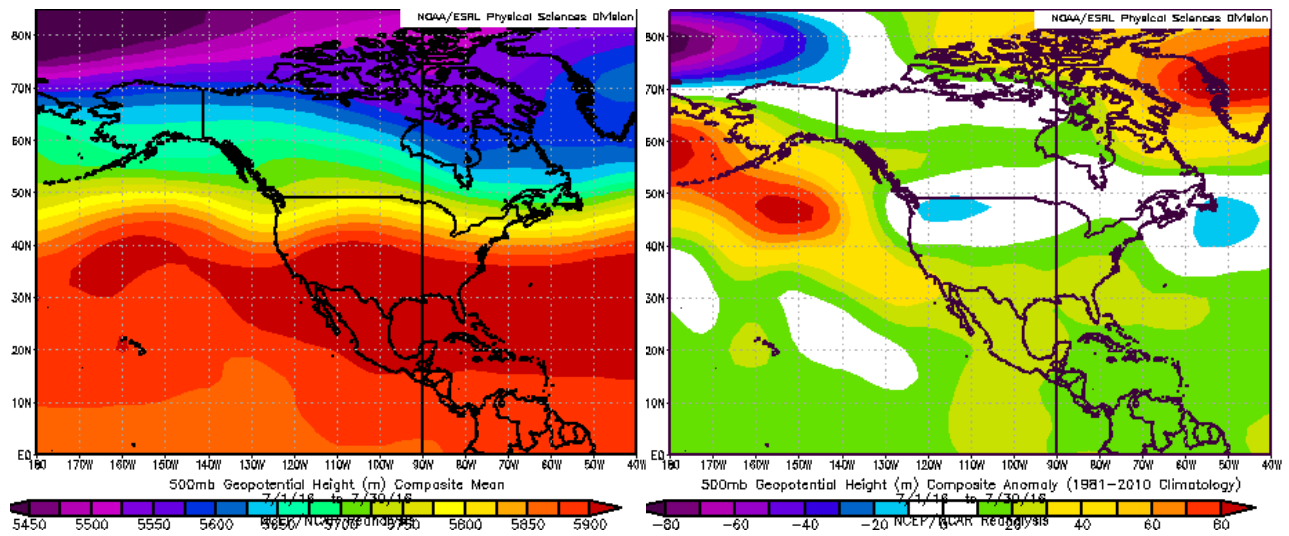 NOAA/ESRL Physical Sciences Division
80N
70N
60N
50N
40N
30N
20N
10N
EQ
180 170W 160W 150W 140W 130W 120W 110W 100W 90W 80W 70W 60W 50W 40W
500mb Geopotential Height (m) Composite Mean
7/1/16 to 7/30/16
NCEP/NCAR Reanalysis
5450 5500 5550 5600 5650 5700 5750 5800 5850 5900
NOAA/ESRL Physical Sciences Division
80N
70N
60N
50N
40N
30N
20N
10N
EQ
180 170W 160W 150W 140W 130W 120W 110W 100W 90W 80W 70W 60W 50W 40W
500mb Geopotential Height (m) Composite Anomaly (1981-2010 Climatology)
7/1/16 to 7/30/16
NCEP/NCAR Reanalysis
-80 -60 -40 -20 0 20 40 60 80